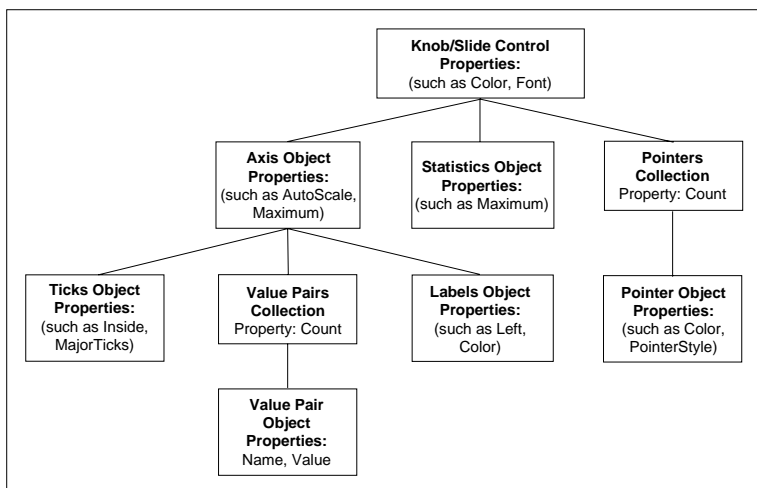 Knob/Slide Control
Properties:
(such as Color, Font)
Axis Object
Properties:
(such as AutoScale,
Maximum)
Statistics Object
Properties:
(such as Maximum)
Pointers
Collection
Property: Count
Ticks Object
Properties:
(such as Inside,
MajorTicks)
Value Pairs
Collection
Property: Count
Labels Object
Properties:
(such as Left,
Color)
Pointer Object
Properties:
(such as Color,
PointerStyle)
Value Pair
Object
Properties:
Name, Value